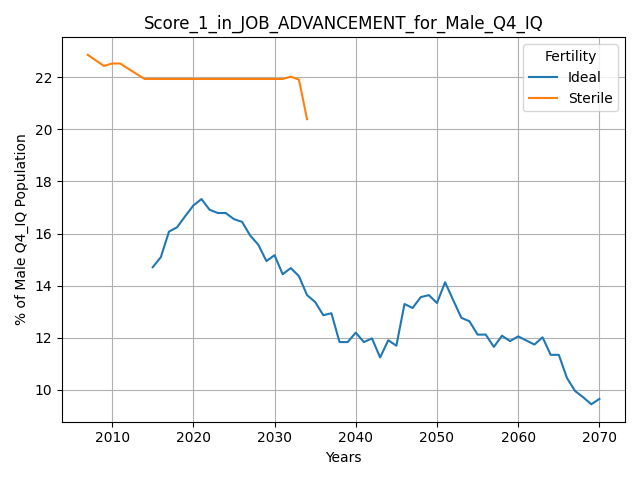 Score_1_in_JOB_ADVANCEMENT_for_Male_Q4_IQ
Fertility
Ideal
Sterile
% of Male Q4_IQ Population
22
20
18
16
14
12
10
2010 2020 2030 2040 2050 2060 2070
Years